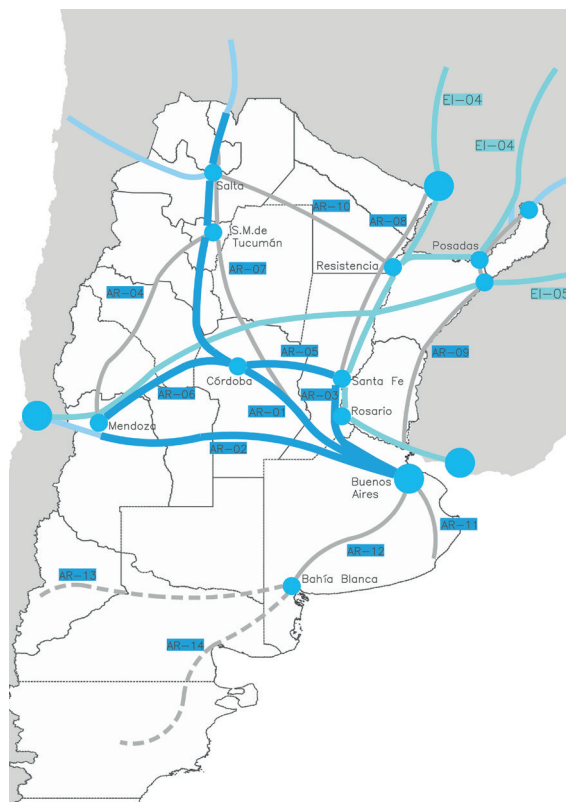 EI-04
EI-04
Salta
AR-10
AR-08
S.M.de
Tucumán
Posadas
AR-07
Resistencia
AR-04
EI-05
AR-09
AR-05
Córdoba
Santa Fe
AR-06
AR-03
AR-01
Rosario
Mendoza
AR-02
Buenos
Aires
AR-11
AR-12
AR-13
Bahía Blanca
AR-14